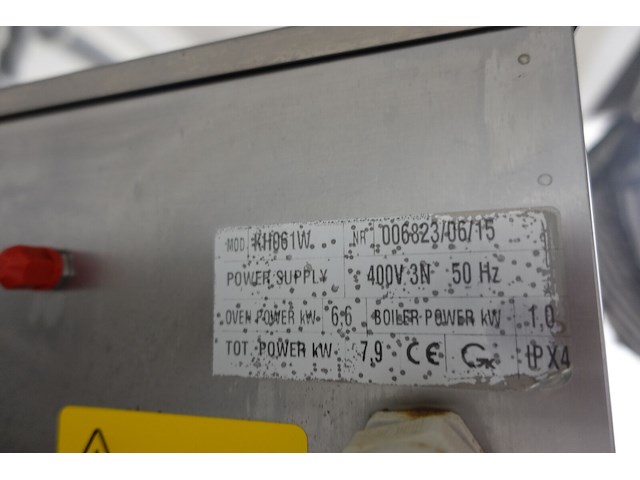 MOD. KH061W NR 006823/06/15
POWER SUPPLY 400V 3N 50 Hz
OVEN POWER KW 6.6 BOILER POWER KW 1,0
TOT. POWER KW 7,9 CE IPX4